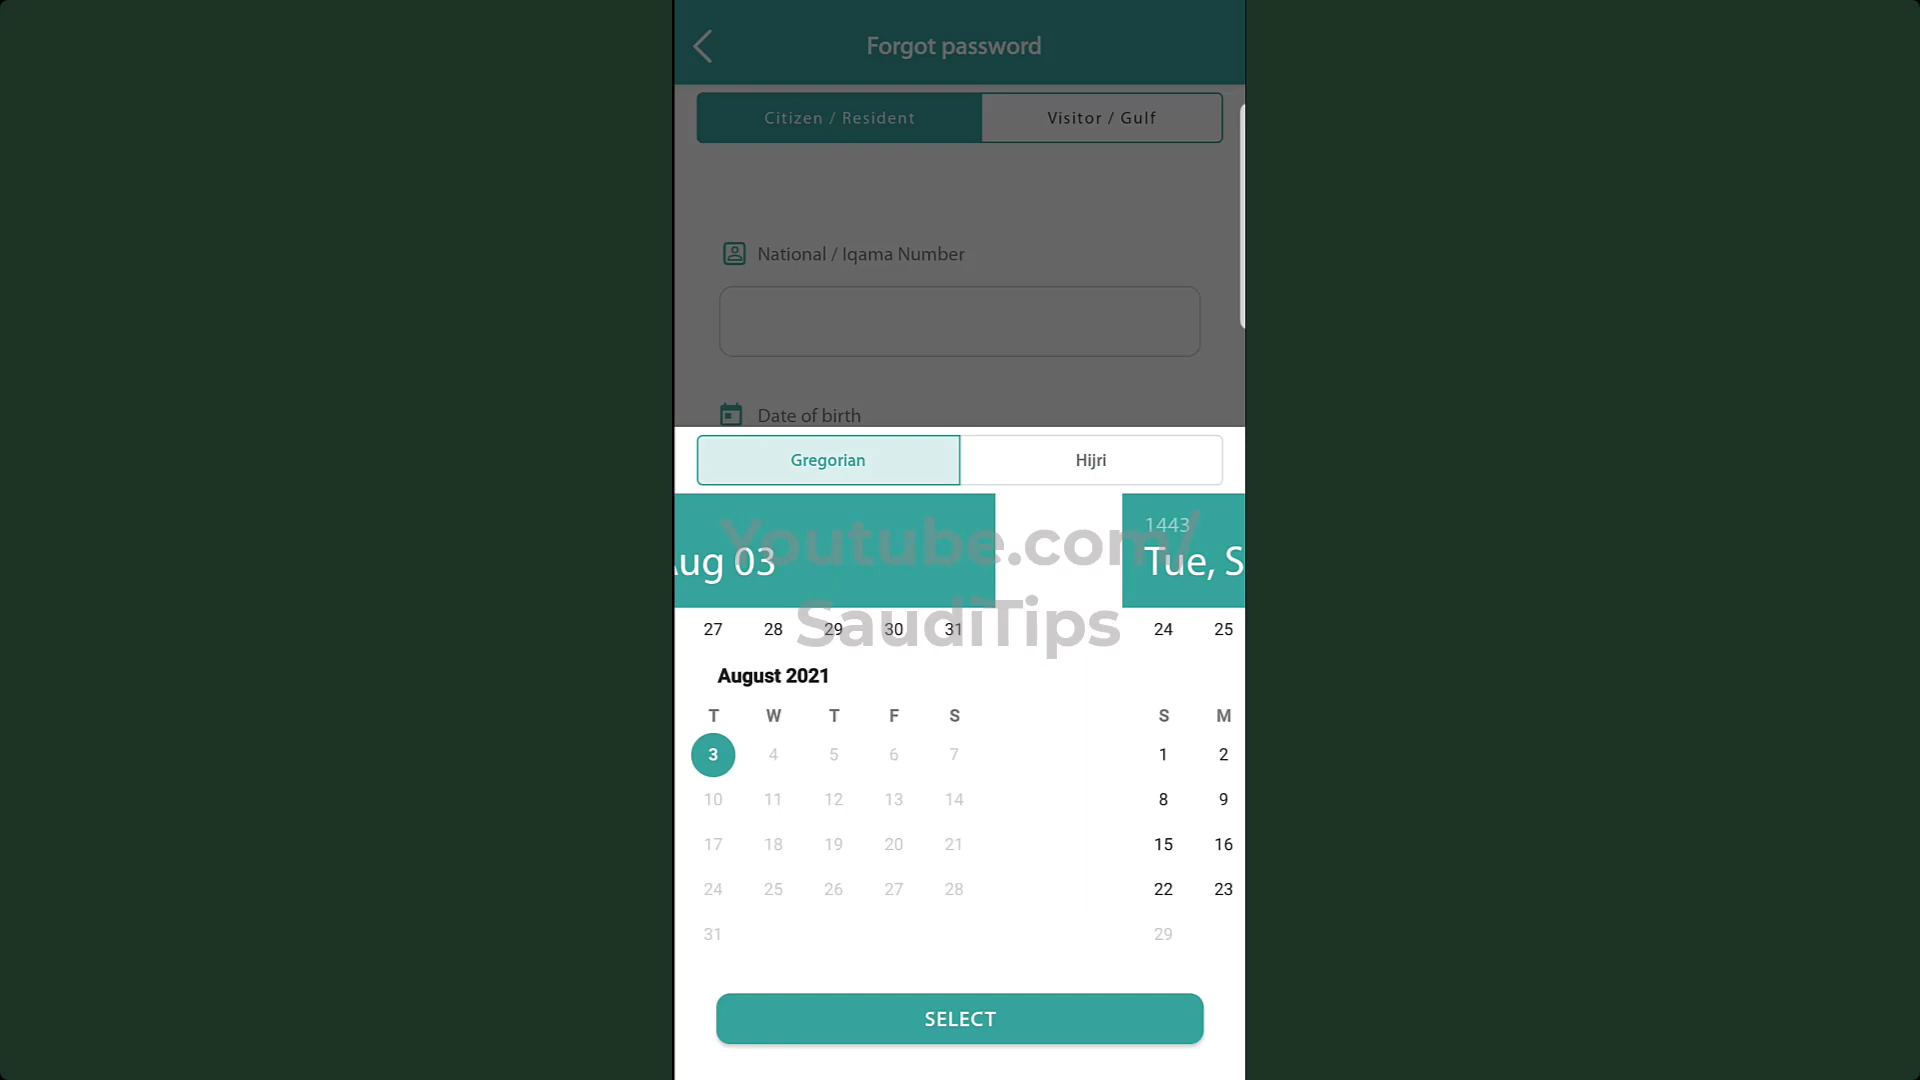 Forgot password
Citizen / Resident
Visitor / Gulf
National / Iqama Number
Date of birth
Gregorian
Hijri
Aug 03
1443
Tue, S
Youtube.com/
SaudiTips
27 28 29 30 31
24 25
August 2021
T W T F S
S M
3 4 5 6 7
1 2
10 11 12 13 14
8 9
17 18 19 20 21
15 16
24 25 26 27 28
22 23
31
29
SELECT